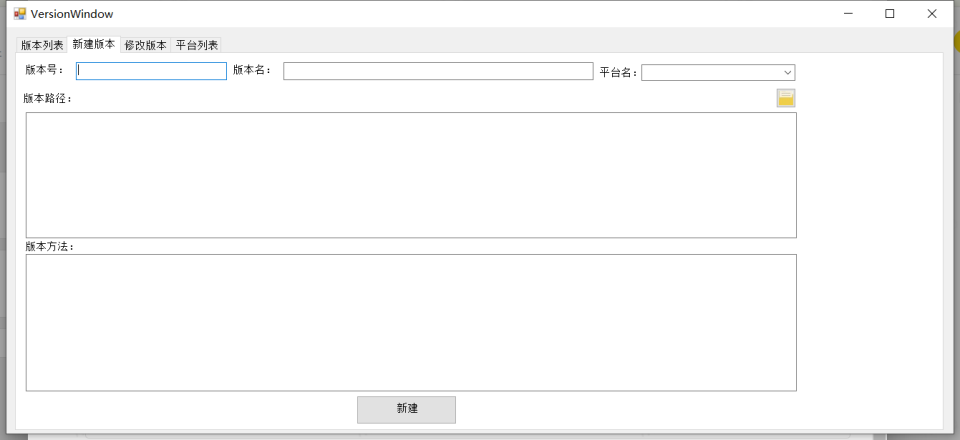 VersionWindow
版本列表 新建版本 修改版本 平台列表
版本号： 版本名： 平台名：
版本路径：
版本方法：
新建